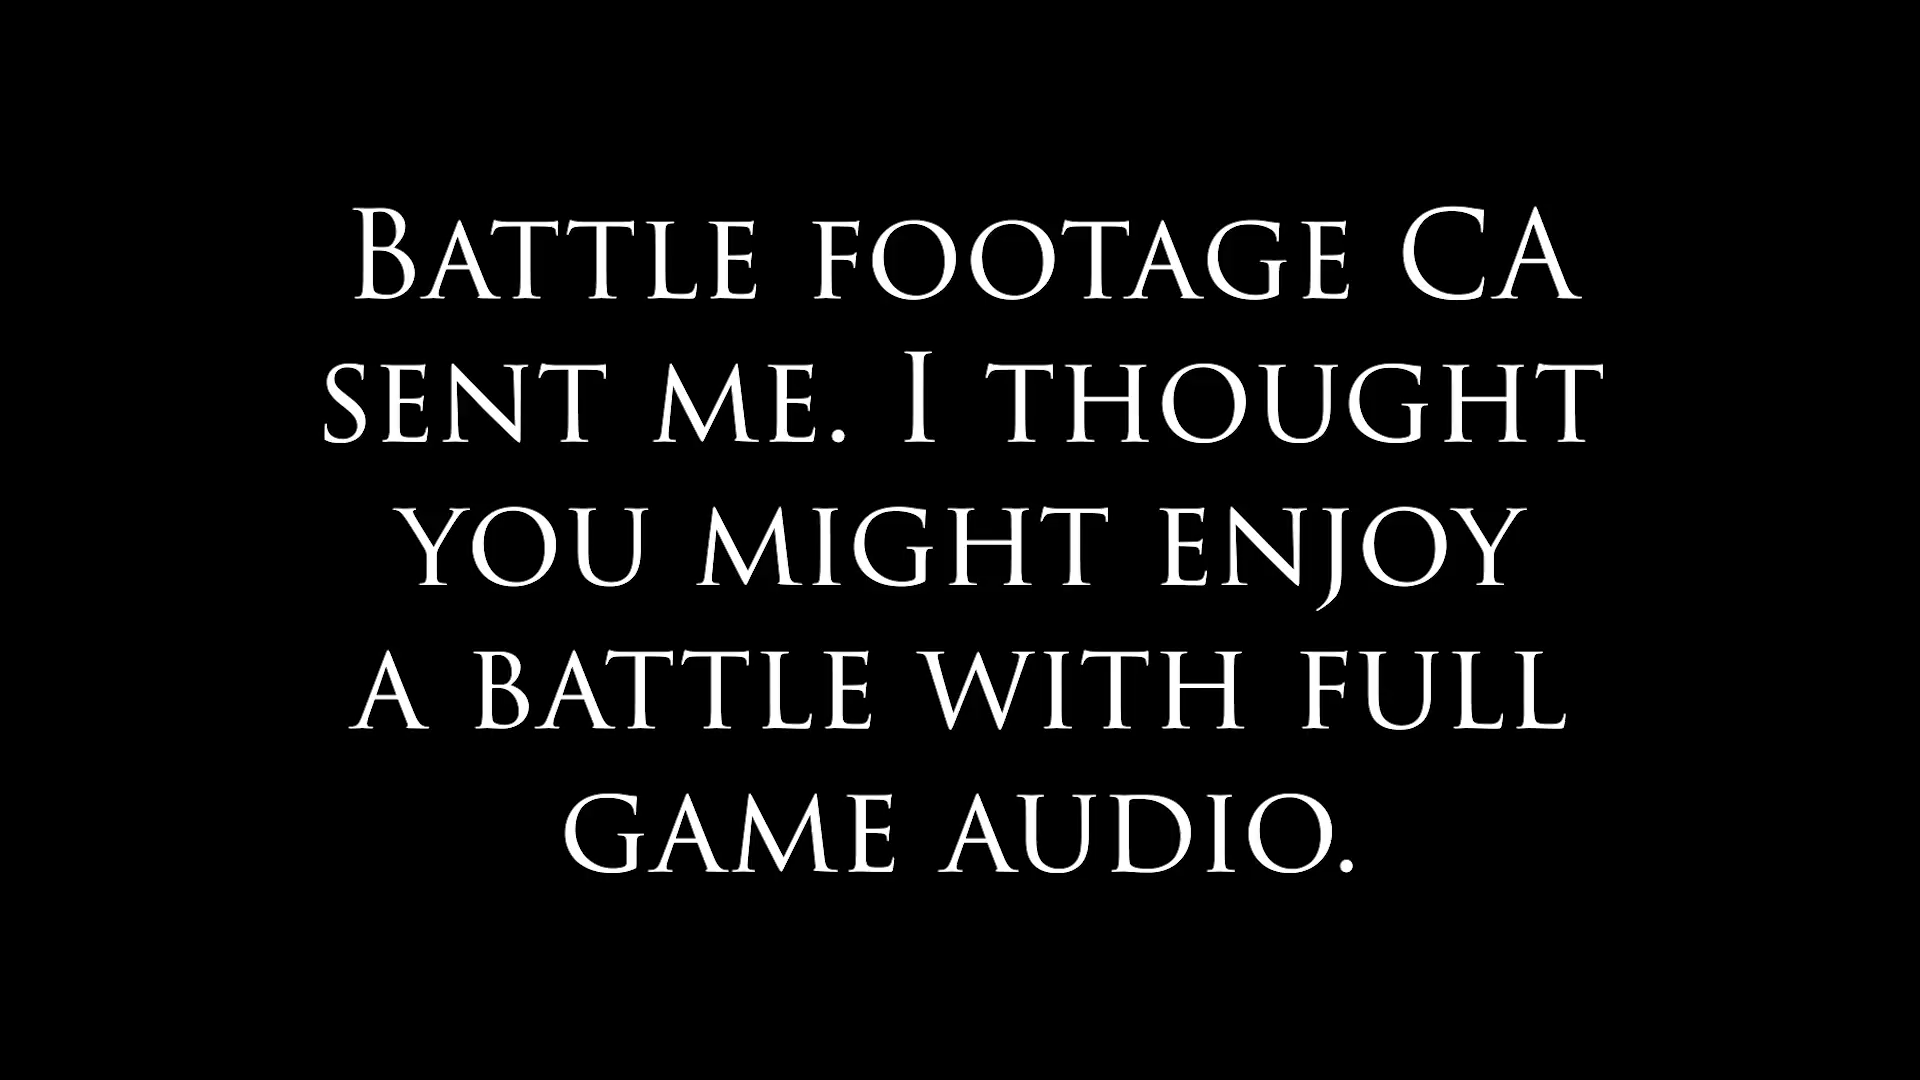 Battle footage CA
sent me. I thought
you might enjoy
a battle with full
game audio.